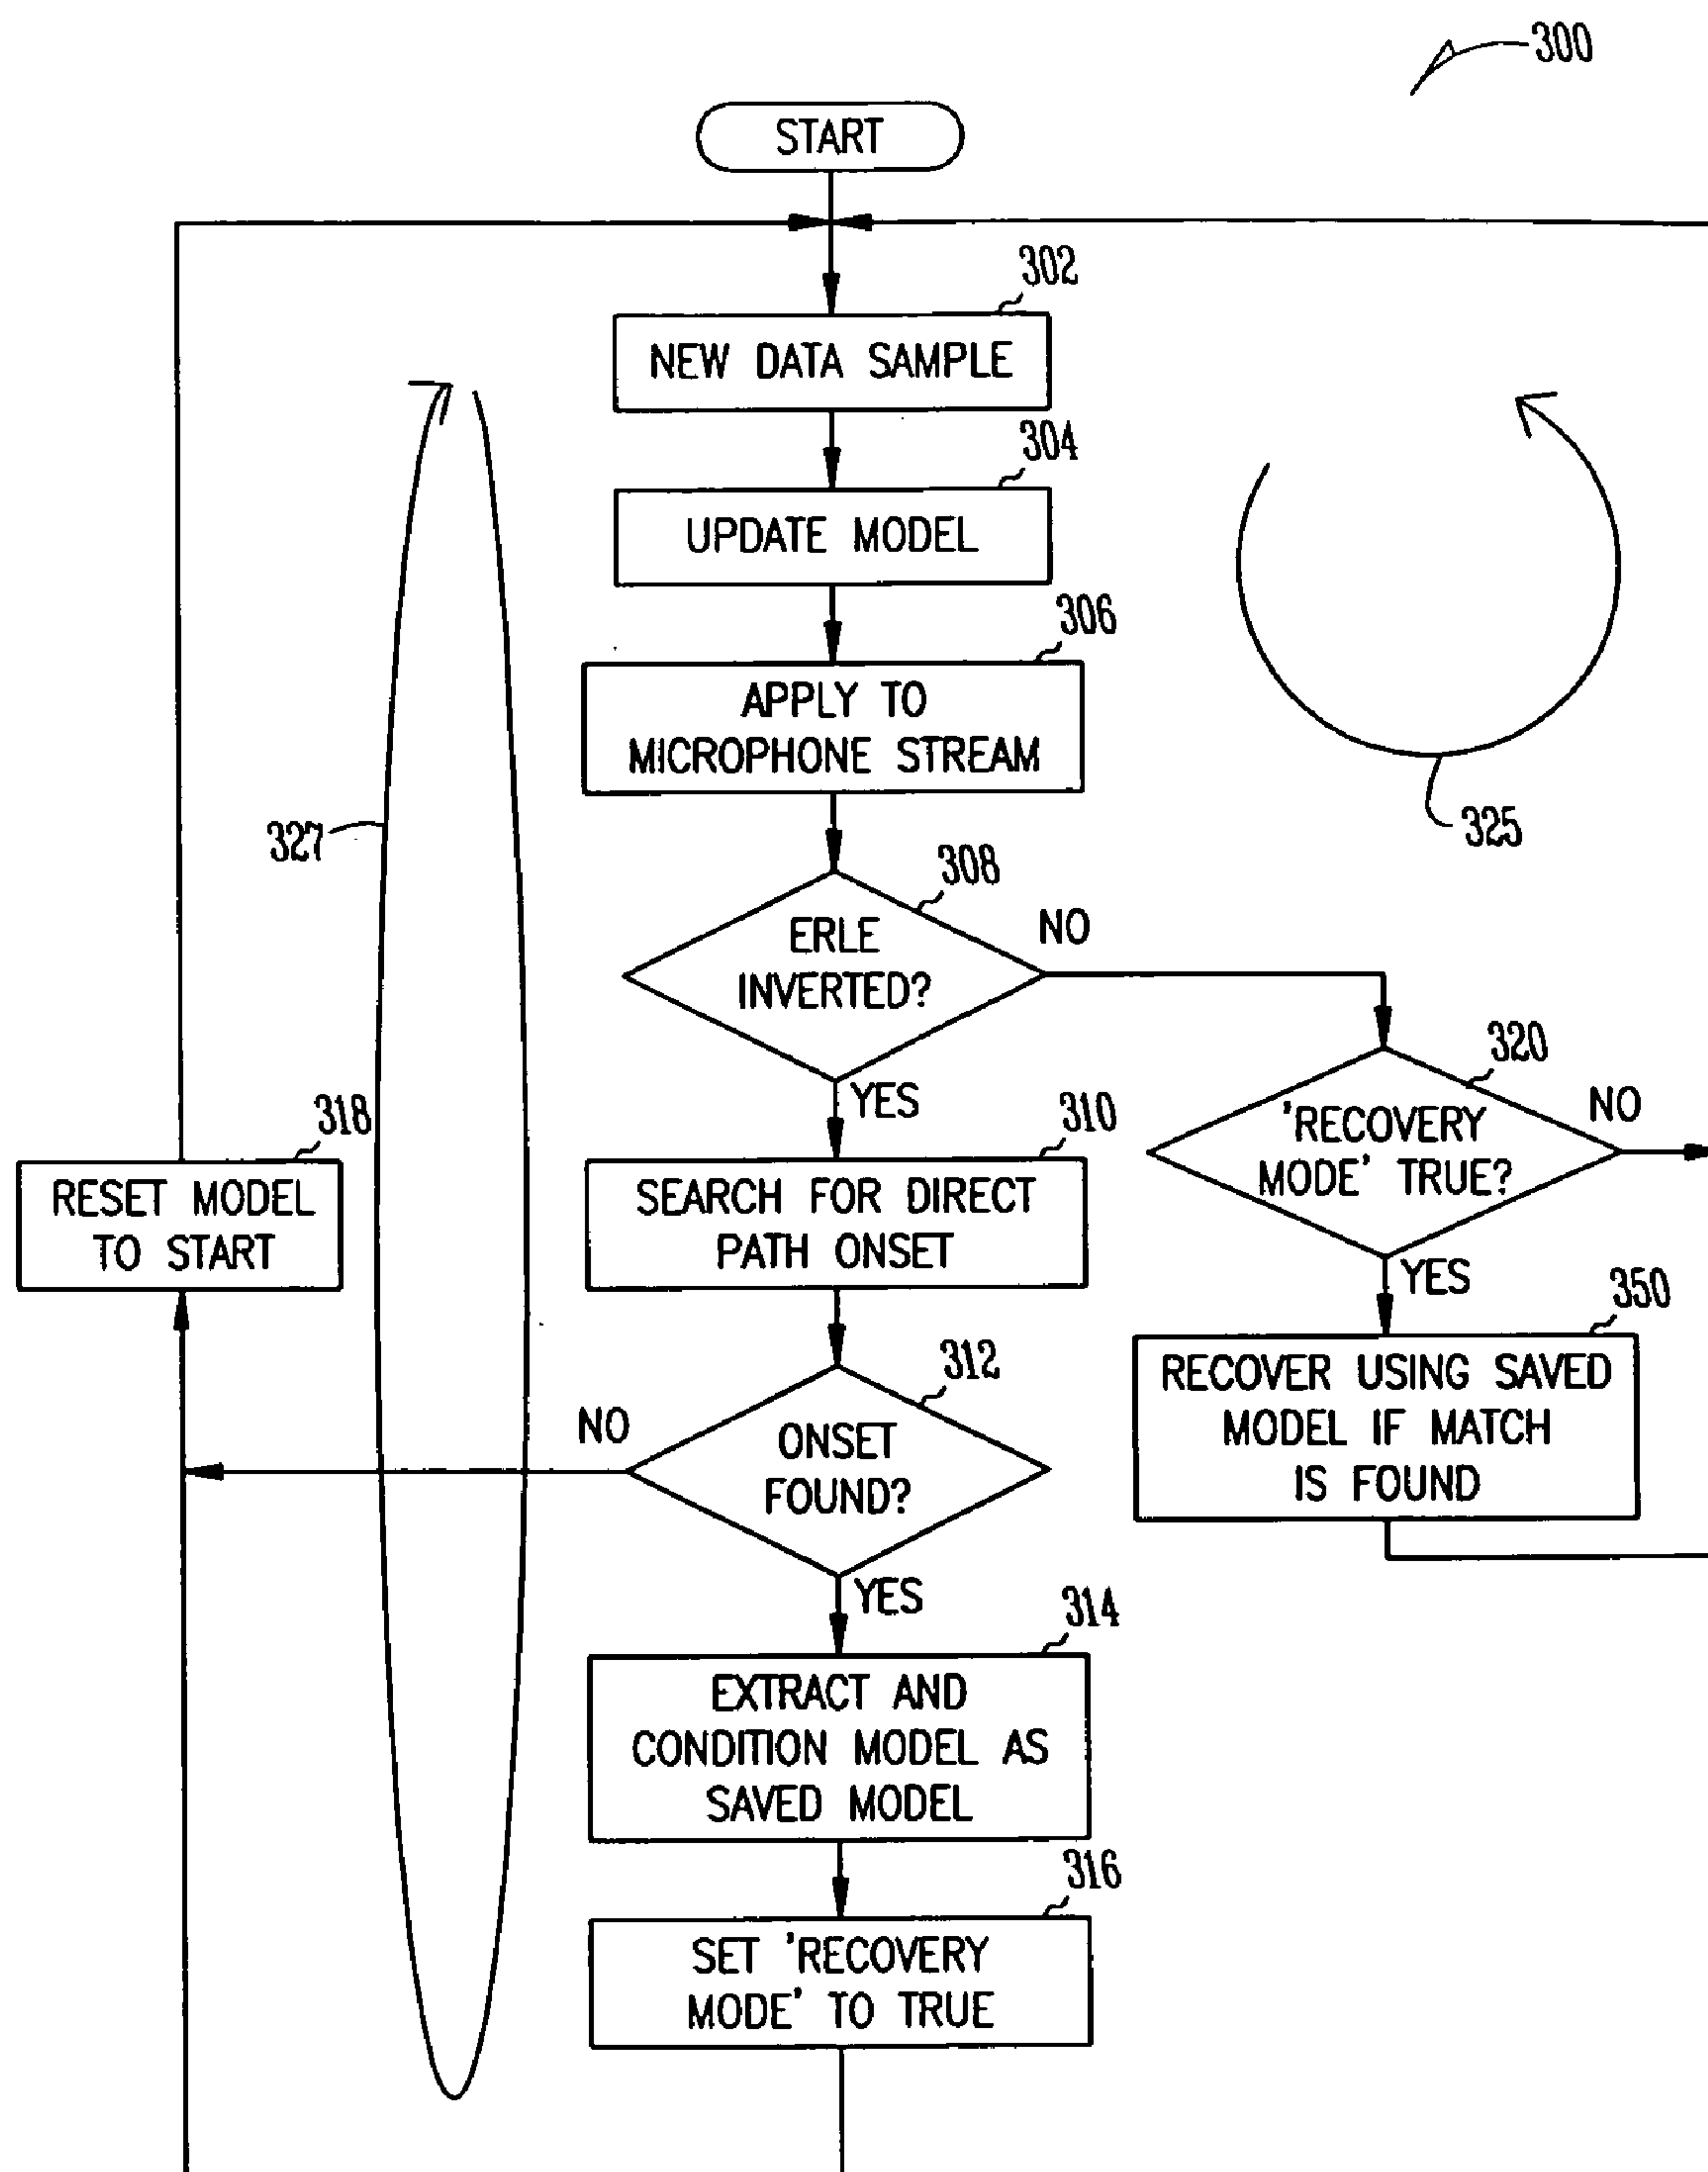 300
START
302
NEW DATA SAMPLE
304
UPDATE MODEL
306
APPLY TO
MICROPHONE STREAM
325
327
308
ERLE
INVERTED?
NO
YES
320
'RECOVERY
MODE' TRUE?
NO
YES
318
RESET MODEL
TO START
310
SEARCH FOR DIRECT
PATH ONSET
350
RECOVER USING SAVED
MODEL IF MATCH
IS FOUND
312
ONSET
FOUND?
NO
YES
314
EXTRACT AND
CONDITION MODEL AS
SAVED MODEL
316
SET 'RECOVERY
MODE' TO TRUE